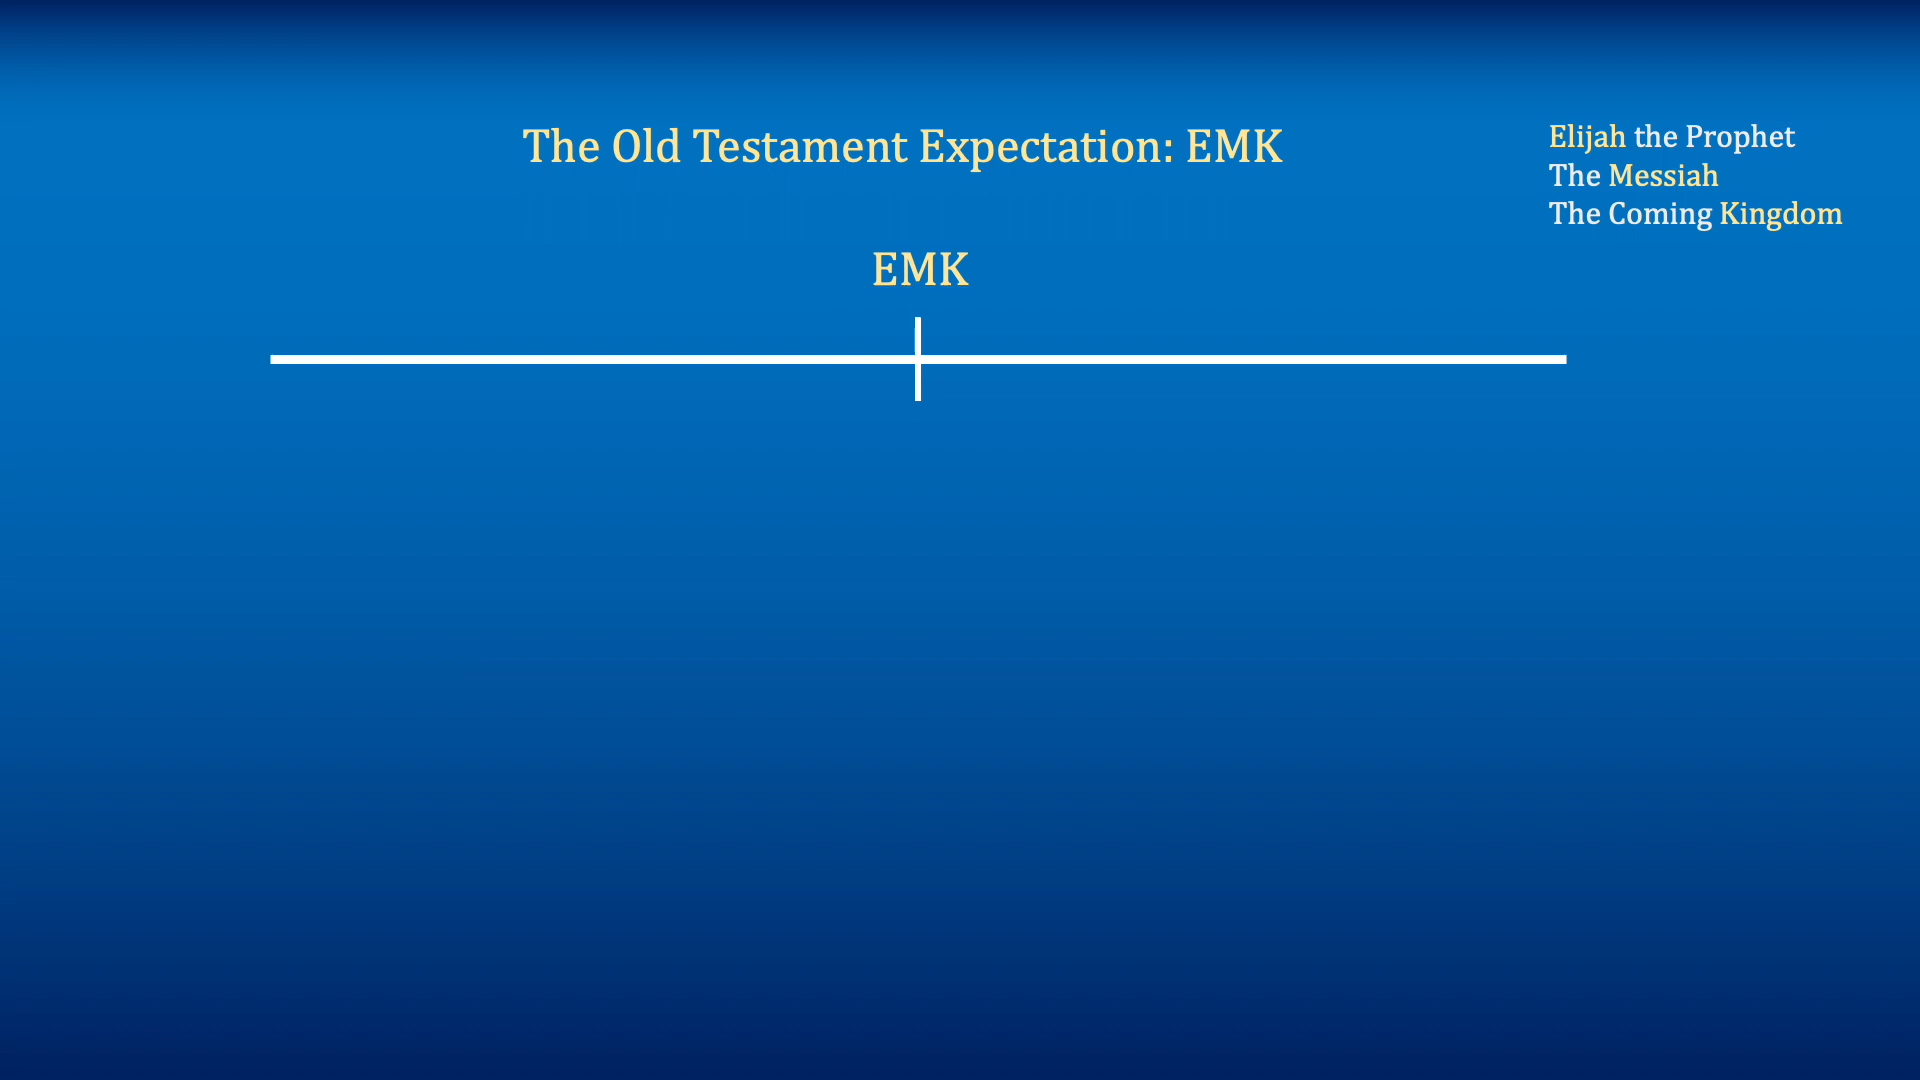 The Old Testament Expectation: EMK
Elijah the Prophet
The Messiah
The Coming Kingdom
EMK